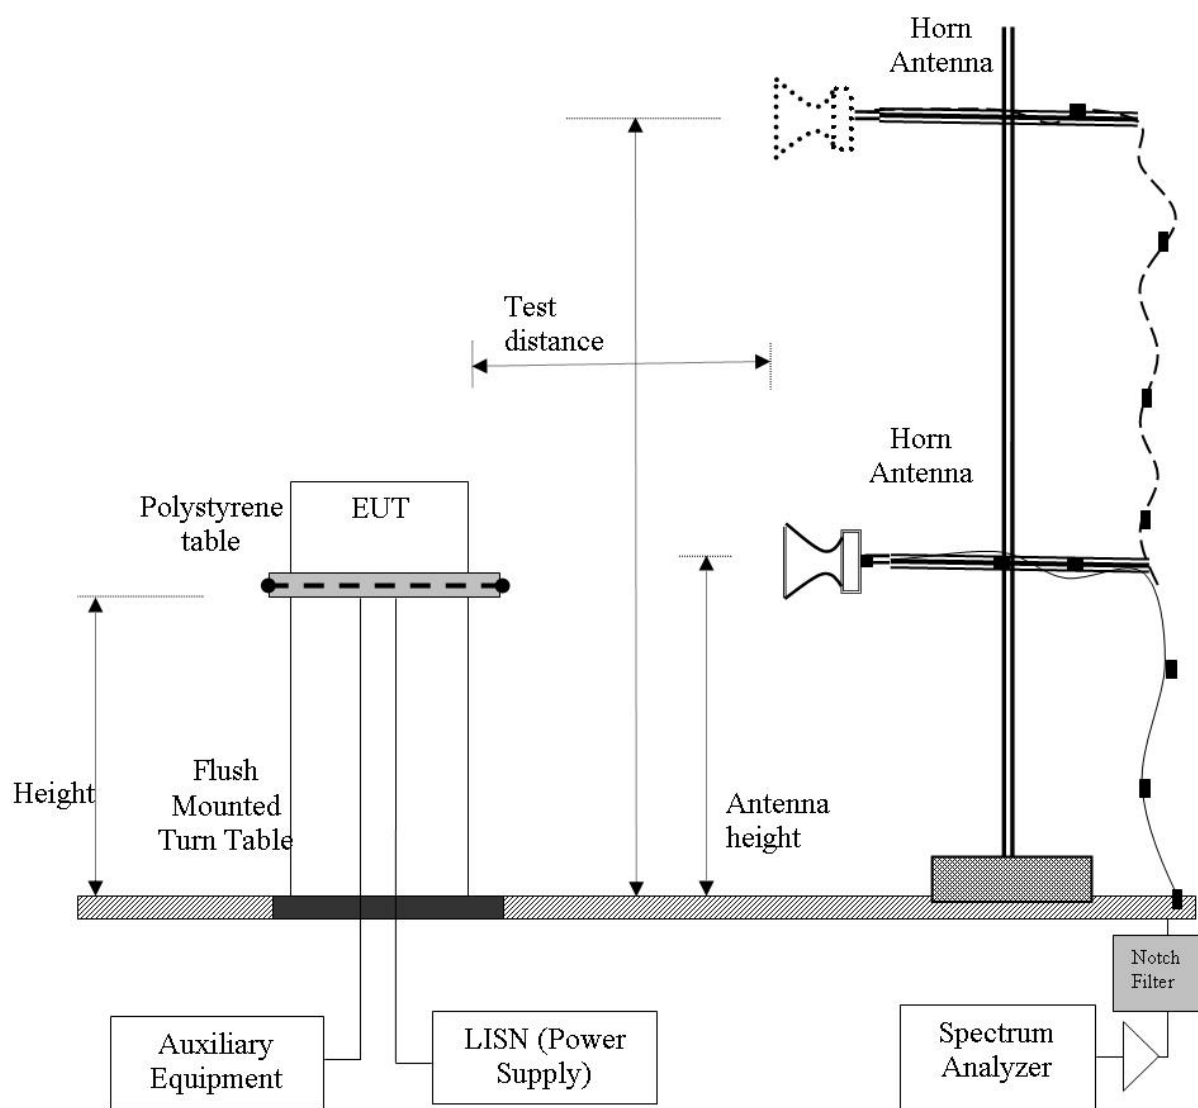 Horn
Antenna
Test
distance
Horn
Antenna
Polystyrene
table
EUT
Height
Flush
Mounted
Turn Table
Antenna
height
Notch
Filter
Auxiliary
Equipment
LISN (Power
Supply)
Spectrum
Analyzer